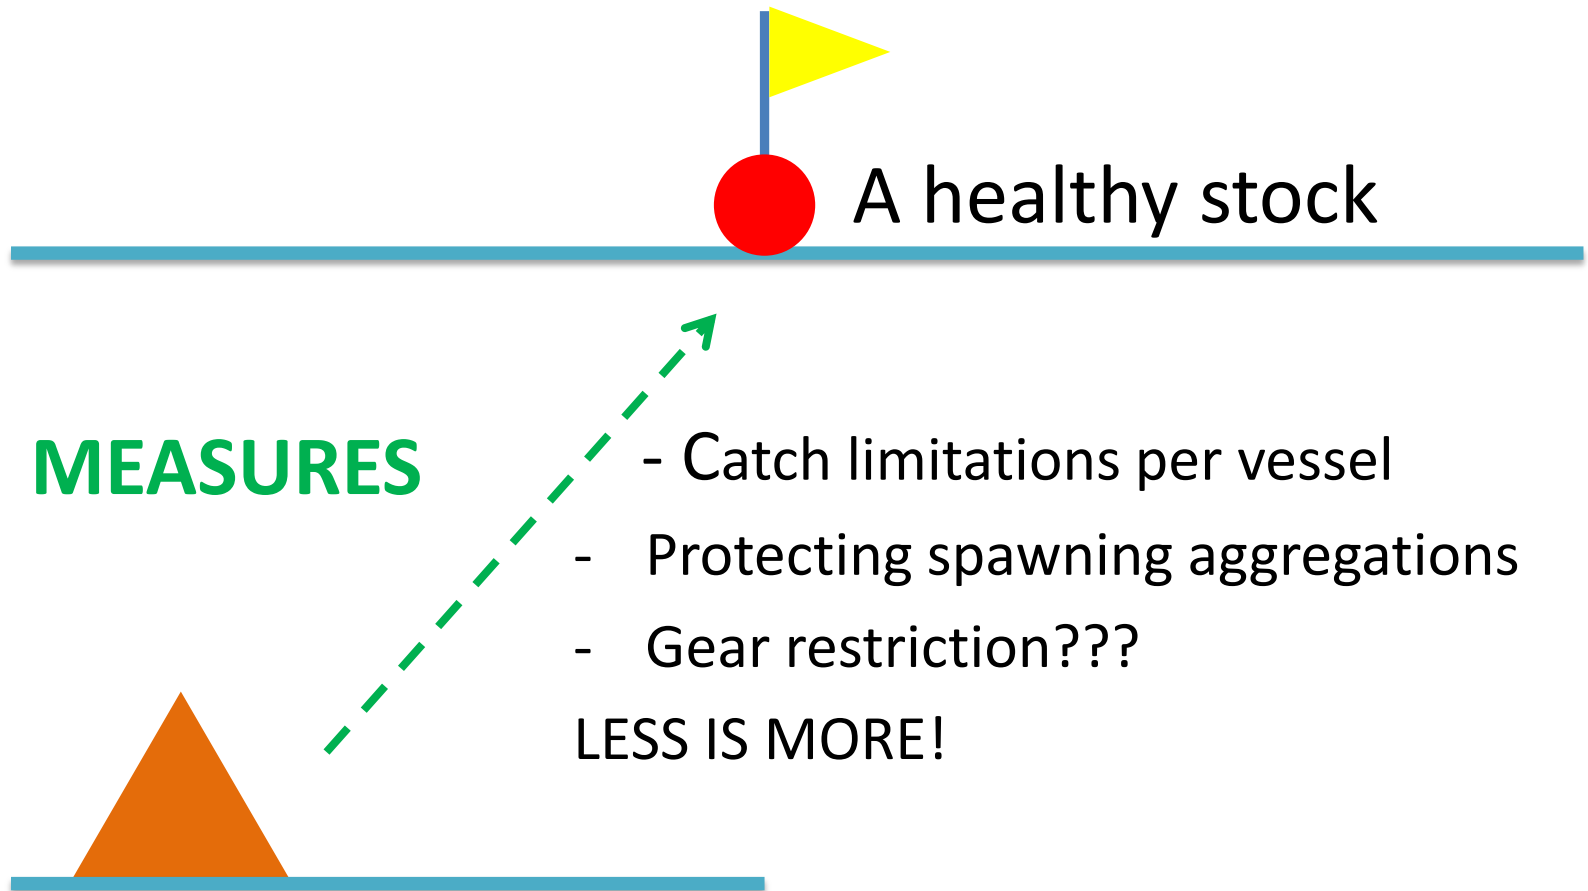 A healthy stock
MEASURES
- Catch limitations per vessel
- Protecting spawning aggregations
- Gear restriction???
LESS IS MORE!